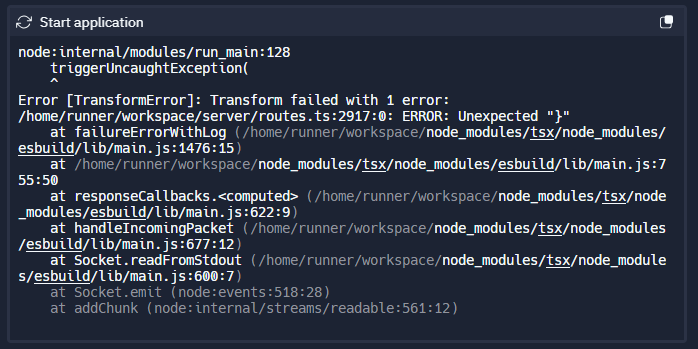 Start application
node:internal/modules/run_main:128
    triggerUncaughtException(
    ^
Error [TransformError]: Transform failed with 1 error:
/home/runner/workspace/server/routes.ts:2917:0: ERROR: Unexpected "}"
    at failureErrorWithLog (/home/runner/workspace/node_modules/tsx/node_modules/
esbuild/lib/main.js:1476:15)
    at /home/runner/workspace/node_modules/tsx/node_modules/esbuild/lib/main.js:7
55:50
    at responseCallbacks.<computed> (/home/runner/workspace/node_modules/tsx/node
_modules/esbuild/lib/main.js:622:9)
    at handleIncomingPacket (/home/runner/workspace/node_modules/tsx/node_modules
/esbuild/lib/main.js:677:12)
    at Socket.readFromStdout (/home/runner/workspace/node_modules/tsx/node_module
s/esbuild/lib/main.js:600:7)
    at Socket.emit (node:events:518:28)
    at addChunk (node:internal/streams/readable:561:12)